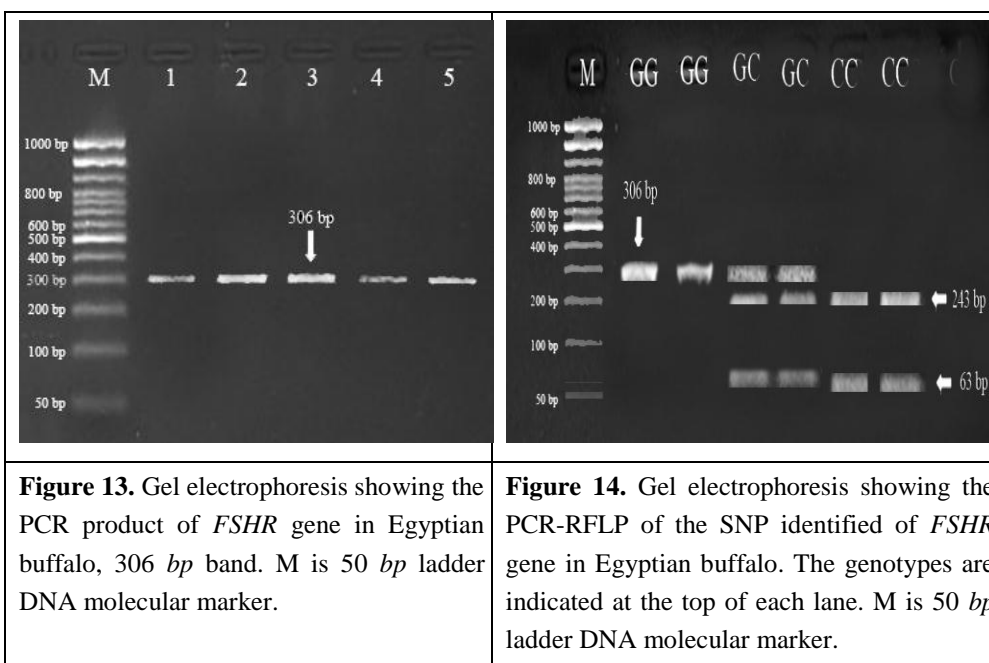 M 1 2 3 4 5
1000 bp
800 bp
600 bp
500 bp
400 bp
306 bp
300 bp
200 bp
100 bp
50 bp
M GG GG GC GC CC CC C
1000 bp
800 bp
600 bp
500 bp
400 bp
306 bp
200 bp
243 bp
100 bp
63 bp
50 bp
Figure 13. Gel electrophoresis showing the
PCR product of FSHR gene in Egyptian
buffalo, 306 bp band. M is 50 bp ladder
DNA molecular marker.
Figure 14. Gel electrophoresis showing the
PCR-RFLP of the SNP identified of FSHR
gene in Egyptian buffalo. The genotypes are
indicated at the top of each lane. M is 50 bp
ladder DNA molecular marker.